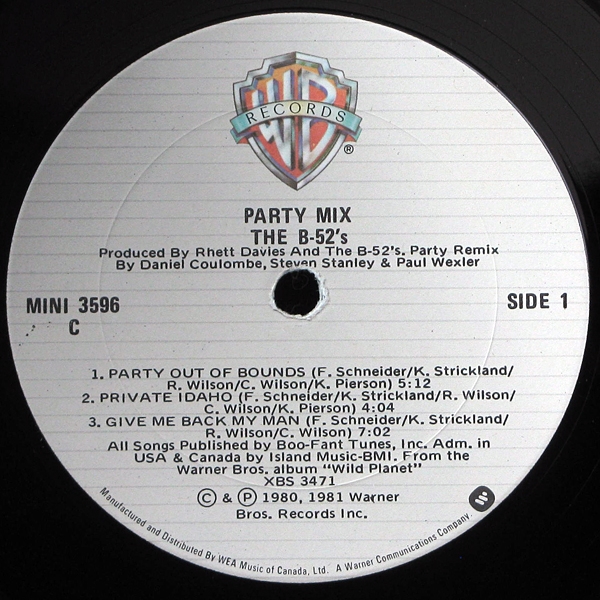 WB
RECORDS
®
PARTY MIX
THE B-52's
Produced By Rhett Davies And The B-52's. Party Remix
By Daniel Coulombe, Steven Stanley & Paul Wexler
MINI 3596
C
SIDE 1
1. PARTY OUT OF BOUNDS (F. Schneider/K. Strickland/
R. Wilson/C. Wilson/K. Pierson) 5:12
2. PRIVATE IDAHO (F. Schneider/K. Strickland/R. Wilson/
C. Wilson/K. Pierson) 4:04
3. GIVE ME BACK MY MAN (F. Schneider/K. Strickland/
R. Wilson/C. Wilson) 7:02
All Songs Published by Boo-Fant Tunes, Inc. Adm. in
USA & Canada by Island Music-BMI. From the
Warner Bros. album "Wild Planet"
XBS 3471
© & ℗ 1980, 1981 Warner
Bros. Records Inc.
Manufactured and Distributed By WEA Music of Canada, Ltd. A Warner Communications Company.